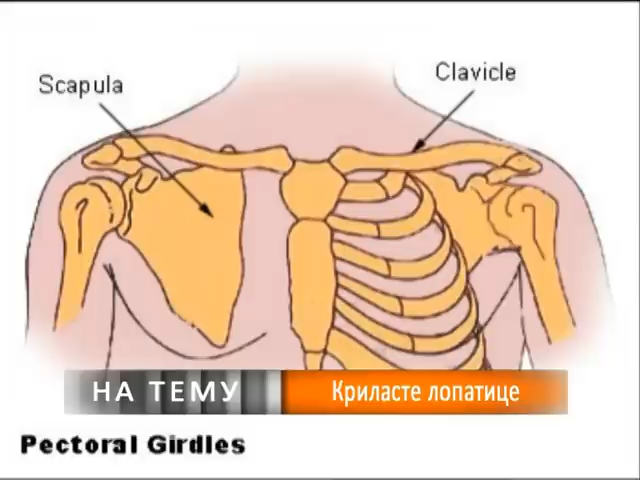 Clavicle
Scapula
НА ТЕМУ
Криласте лопатице
Pectoral Girdles